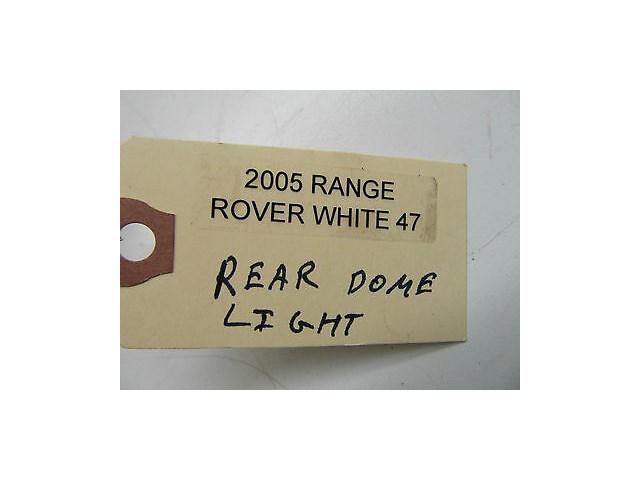 2005 RANGE
ROVER WHITE 47
REAR DOME
LIGHT